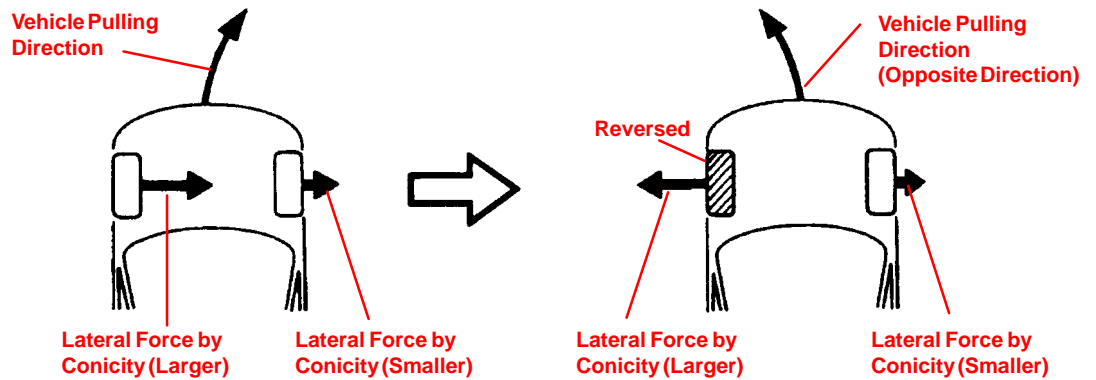 Vehicle Pulling
Direction
Vehicle Pulling
Direction
(Opposite Direction)
Reversed
Lateral Force by
Conicity (Larger)
Lateral Force by
Conicity (Smaller)
Lateral Force by
Conicity (Larger)
Lateral Force by
Conicity (Smaller)